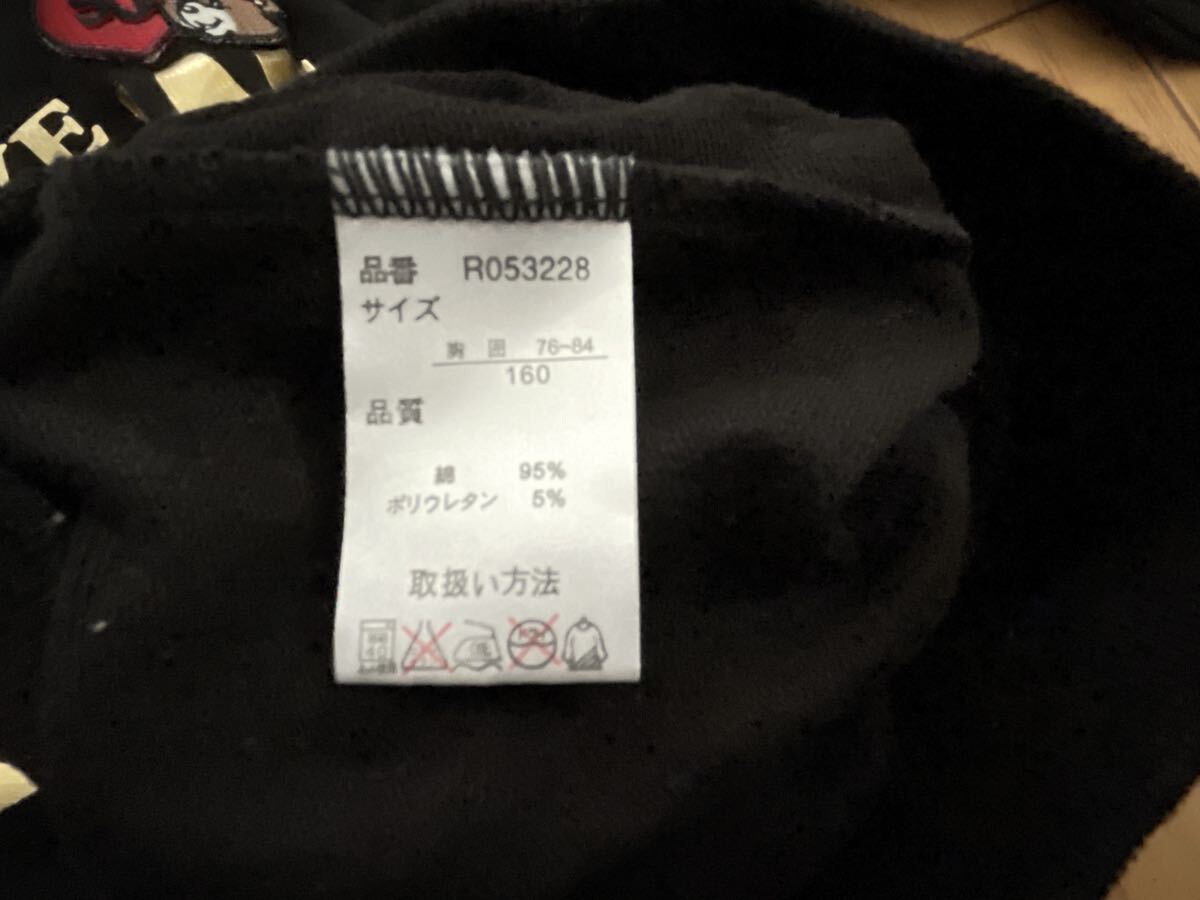 品番 R053228
サイズ
胸囲 76~84
160
品質
綿 95%
ポリウレタン 5%
取扱い方法
40